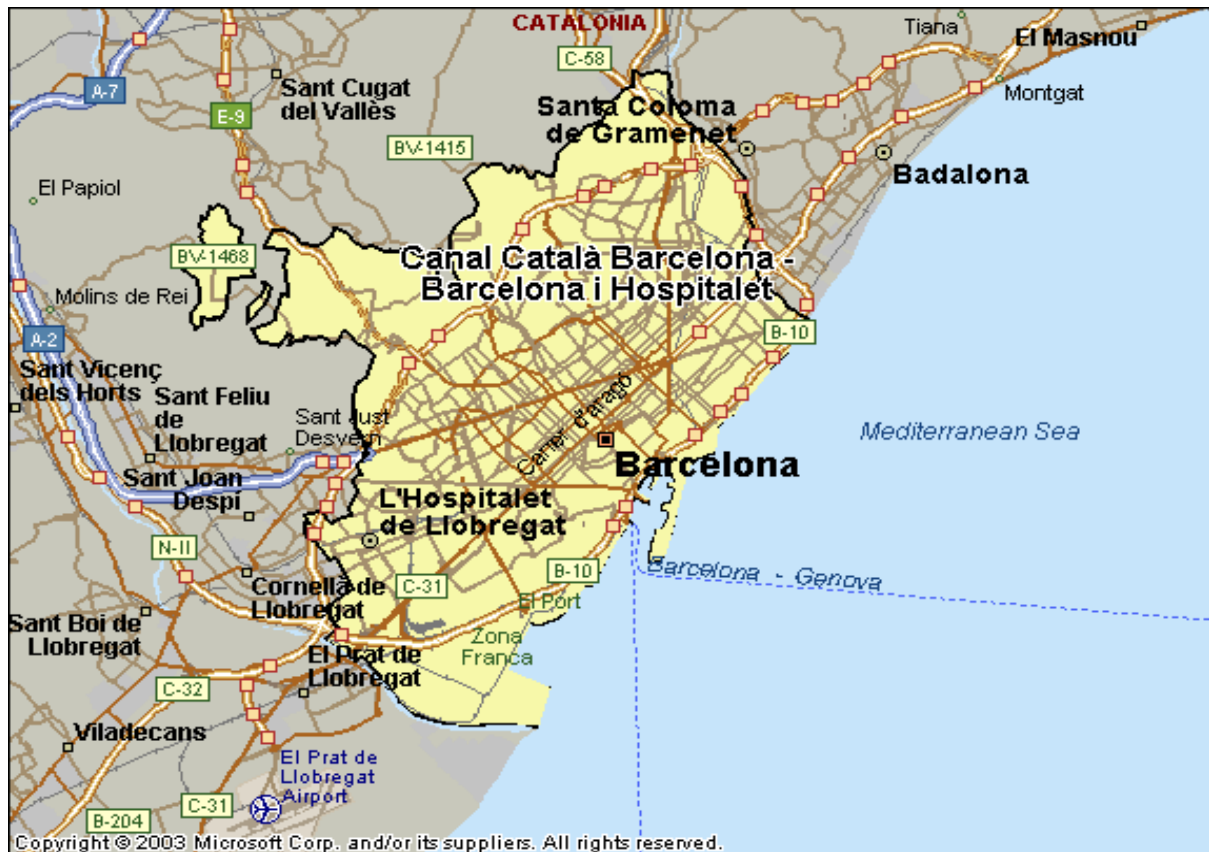 CATALONIA
Tiana
El Masnou
C-58
A-7
Sant Cugat
del Vallès
Montgat
E-9
Santa Coloma
de Gramenet
BV-1415
Badalona
El Papiol
BV-1468
Canal Català Barcelona -
Barcelona i Hospitalet
Molins de Rei
B-10
A-2
Sant Vicenç
dels Horts
Sant Feliu
de
Llobregat
Sant Just
Desvern
Carrer d'aragó
Mediterranean Sea
Barcelona
Sant Joan
Despí
L'Hospitalet
de Llobregat
N-II
B-10
Barcelona - Genova
Cornellà de
Llobregat
C-31
El Port
Sant Boi de
Llobregat
Zona
Franca
El Prat de
Llobregat
C-32
Viladecans
El Prat de
Llobregat
Airport
C-31
B-204
Copyright © 2003 Microsoft Corp. and/or its suppliers. All rights reserved.